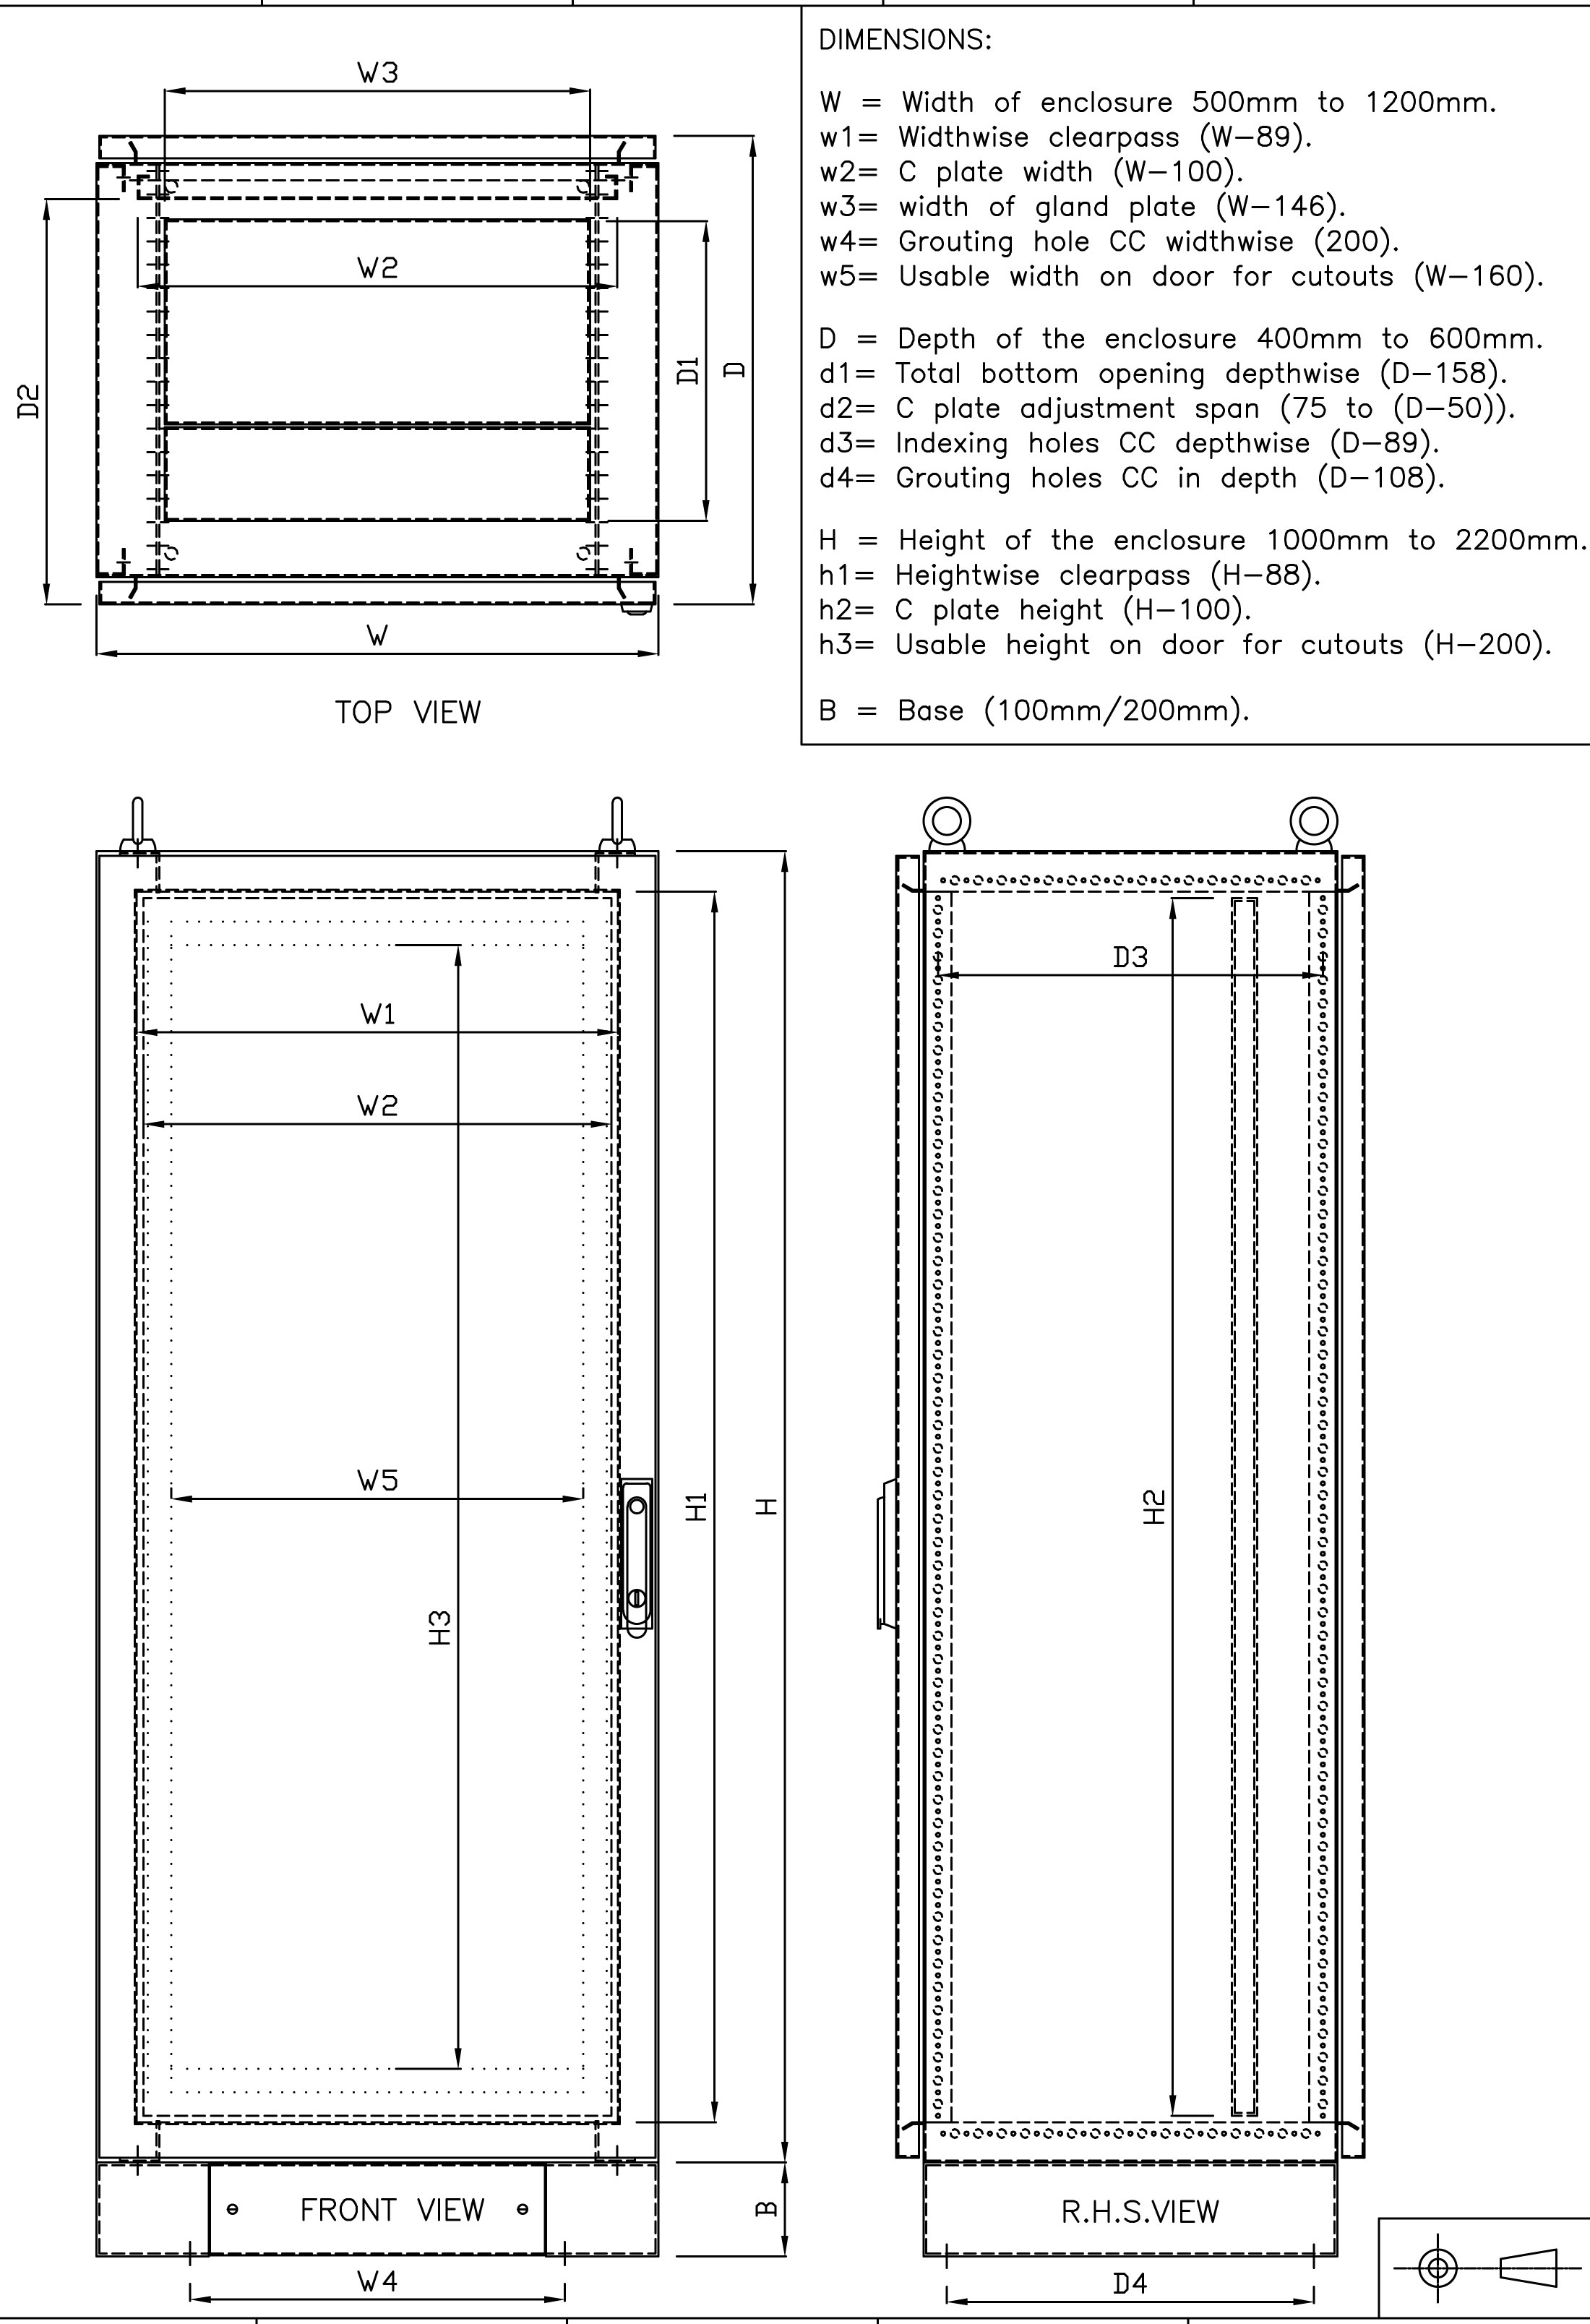 DIMENSIONS:
W = Width of enclosure 500mm to 1200mm.
w1= Widthwise clearpass (W-89).
w2= C plate width (W-100).
w3= width of gland plate (W-146).
w4= Grouting hole CC widthwise (200).
w5= Usable width on door for cutouts (W-160).
D = Depth of the enclosure 400mm to 600mm.
d1= Total bottom opening depthwise (D-158).
d2= C plate adjustment span (75 to (D-50)).
d3= Indexing holes CC depthwise (D-89).
d4= Grouting holes CC in depth (D-108).
H = Height of the enclosure 1000mm to 2200mm.
h1= Heightwise clearpass (H-88).
h2= C plate height (H-100).
h3= Usable height on door for cutouts (H-200).
B = Base (100mm/200mm).
W3
W2
D1
D
D2
W
TOP VIEW
W1
W2
W5
H3
H1
H
B
FRONT VIEW
W4
D3
H2
R.H.S.VIEW
D4